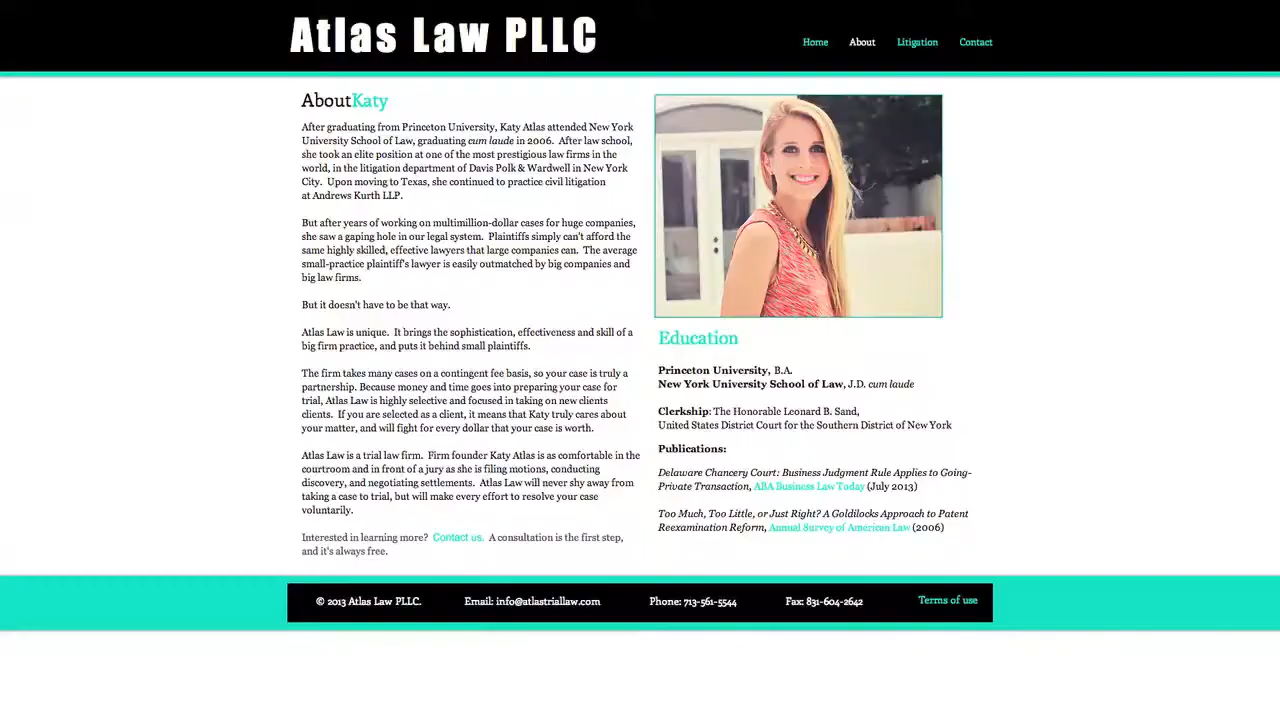 Atlas Law PLLC
Home About Litigation Contact
AboutKaty
After graduating from Princeton University, Katy Atlas attended New York
University School of Law, graduating cum laude in 2006. After law school,
she took an elite position at one of the most prestigious law firms in the
world, in the litigation department of Davis Polk & Wardwell in New York
City. Upon moving to Texas, she continued to practice civil litigation
at Andrews Kurth LLP.
But after years of working on multimillion-dollar cases for huge companies,
she saw a gaping hole in our legal system. Plaintiffs simply can't afford the
same highly skilled, effective lawyers that large companies can. The average
small-practice plaintiff's lawyer is easily outmatched by big companies and
big law firms.
But it doesn't have to be that way.
Atlas Law is unique. It brings the sophistication, effectiveness and skill of a
big firm practice, and puts it behind small plaintiffs.
The firm takes many cases on a contingent fee basis, so your case is truly a
partnership. Because money and time goes into preparing your case for
trial, Atlas Law is highly selective and focused in taking on new clients
clients. If you are selected as a client, it means that Katy truly cares about
your matter, and will fight for every dollar that your case is worth.
Atlas Law is a trial law firm. Firm founder Katy Atlas is as comfortable in the
courtroom and in front of a jury as she is filing motions, conducting
discovery, and negotiating settlements. Atlas Law will never shy away from
taking a case to trial, but will make every effort to resolve your case
voluntarily.
Interested in learning more? Contact us. A consultation is the first step,
and it's always free.
Education
Princeton University, B.A.
New York University School of Law, J.D. cum laude
Clerkship: The Honorable Leonard B. Sand,
United States District Court for the Southern District of New York
Publications:
Delaware Chancery Court: Business Judgment Rule Applies to Going-
Private Transaction, ABA Business Law Today (July 2013)
Too Much, Too Little, or Just Right? A Goldilocks Approach to Patent
Reexamination Reform, Annual Survey of American Law (2006)
© 2013 Atlas Law PLLC. Email: info@atlastriallaw.com Phone: 713-561-5544 Fax: 831-604-2642 Terms of use